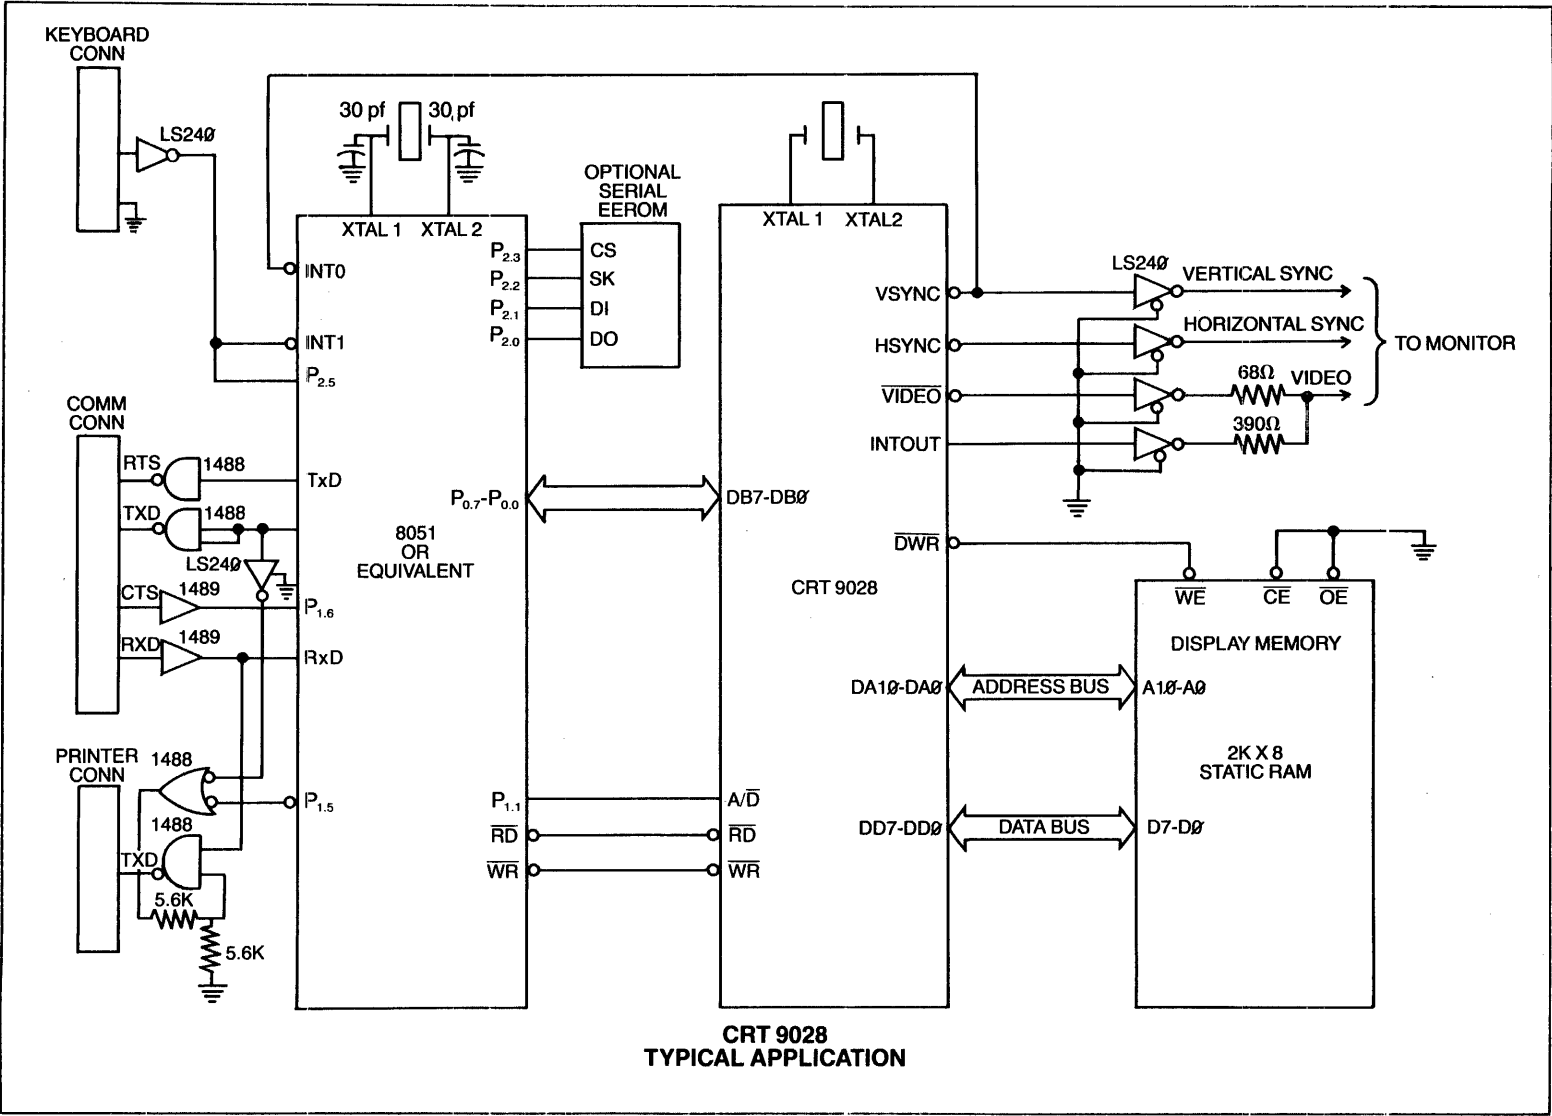 KEYBOARD
CONN
LS240
30 pf
30 pf
XTAL 1
XTAL 2
OPTIONAL
SERIAL
EEROM
CS
SK
DI
DO
P2.3
P2.2
P2.1
P2.0
INT0
INT1
P2.5
COMM
CONN
RTS
1488
TxD
TXD
1488
LS240
CTS
1489
P1.6
RXD
1489
RxD
PRINTER
CONN
1488
P1.5
1488
TXD
5.6K
5.6K
8051
OR
EQUIVALENT
P0.7-P0.0
P1.1
RD
WR
XTAL 1
XTAL2
VSYNC
HSYNC
VIDEO
INTOUT
DB7-DB0
DWR
CRT 9028
DA10-DA0
A/D
RD
WR
DD7-DD0
LS240
VERTICAL SYNC
HORIZONTAL SYNC
68Ω
VIDEO
390Ω
TO MONITOR
WE
CE
OE
DISPLAY MEMORY
ADDRESS BUS
A10-A0
2K X 8
STATIC RAM
DATA BUS
D7-D0
CRT 9028
TYPICAL APPLICATION